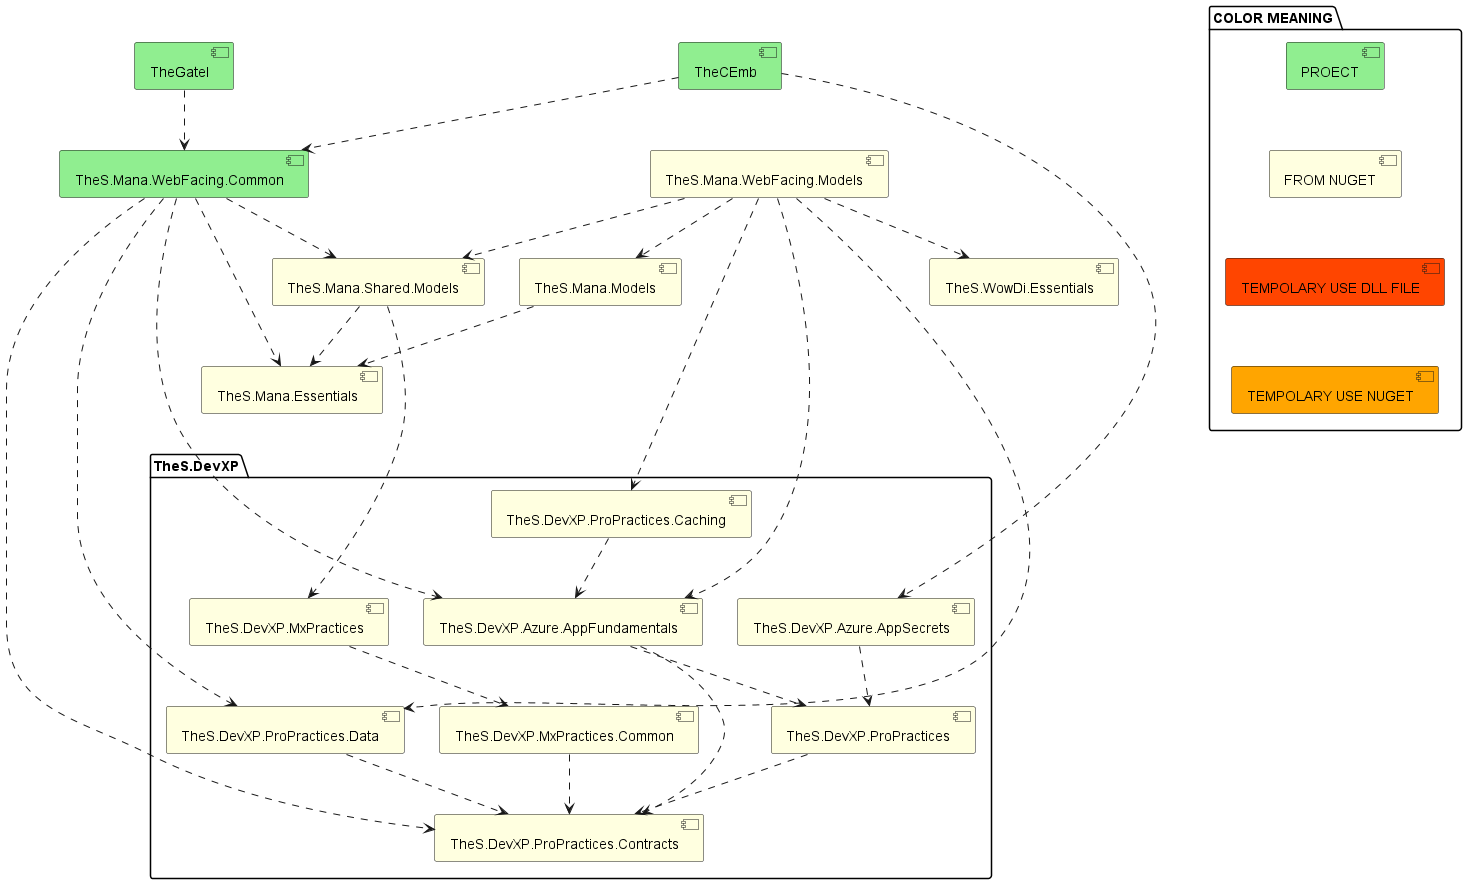 COLOR MEANING
TheGateI
TheCEmb
PROECT
TheS.Mana.WebFacing.Common
TheS.Mana.WebFacing.Models
FROM NUGET
TheS.Mana.Shared.Models
TheS.Mana.Models
TheS.WowDi.Essentials
TEMPOLARY USE DLL FILE
TheS.Mana.Essentials
TEMPOLARY USE NUGET
TheS.DevXP
TheS.DevXP.ProPractices.Caching
TheS.DevXP.MxPractices
TheS.DevXP.Azure.AppFundamentals
TheS.DevXP.Azure.AppSecrets
TheS.DevXP.ProPractices.Data
TheS.DevXP.MxPractices.Common
TheS.DevXP.ProPractices
TheS.DevXP.ProPractices.Contracts